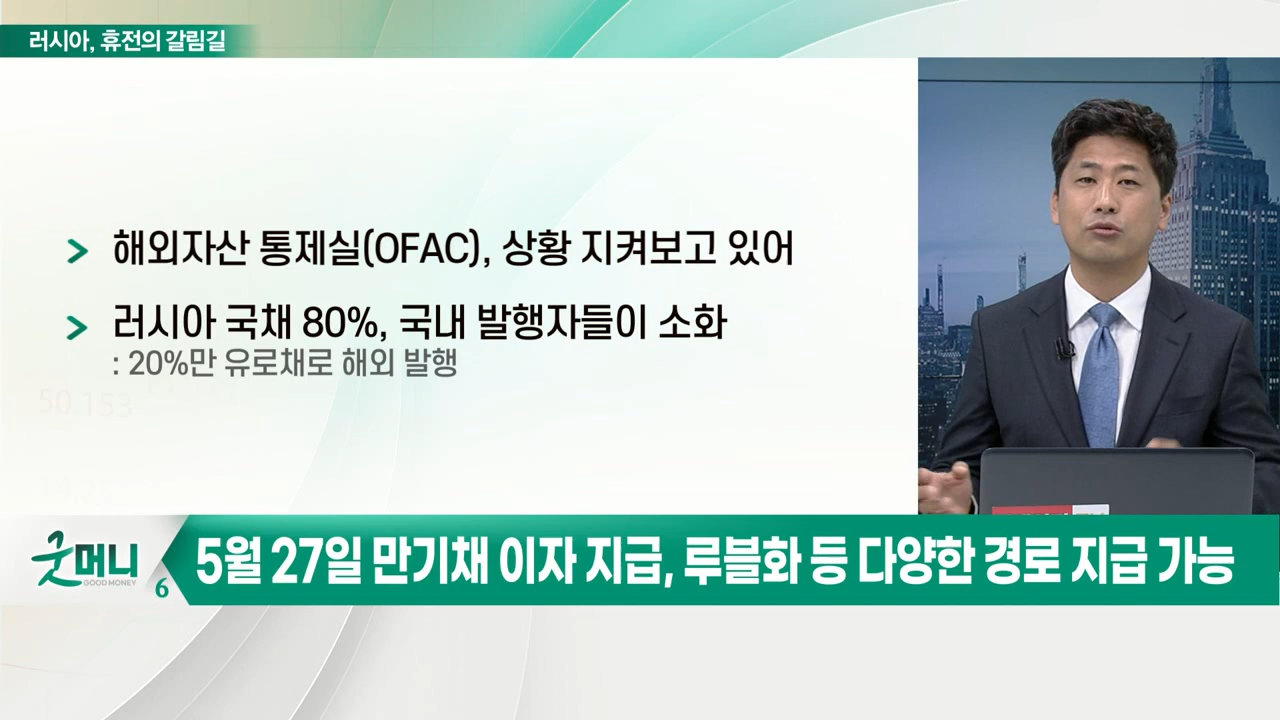 러시아, 휴전의 갈림길
해외자산 통제실(OFAC), 상황 지켜보고 있어
러시아 국채 80%, 국내 발행자들이 소화
: 20%만 유로채로 해외 발행
50.153
굿머니
GOOD MONEY
6
5월 27일 만기채 이자 지급, 루블화 등 다양한 경로 지급 가능